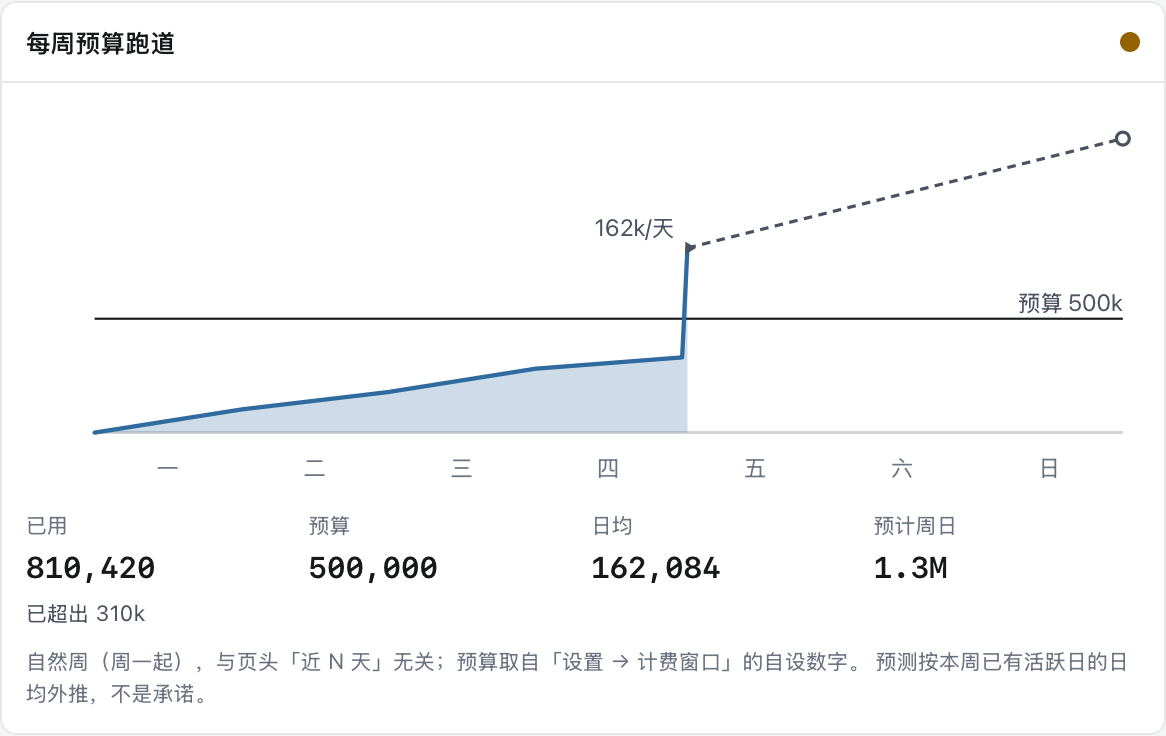 每周预算跑道
162k/天
预算 500k
一 二 三 四 五 六 日
已用 预算 日均 预计周日
810,420 500,000 162,084 1.3M
已超出 310k
自然周（周一起），与页头「近 N 天」无关；预算取自「设置 → 计费窗口」的自设数字。 预测按本周已有活跃日的日
均外推，不是承诺。